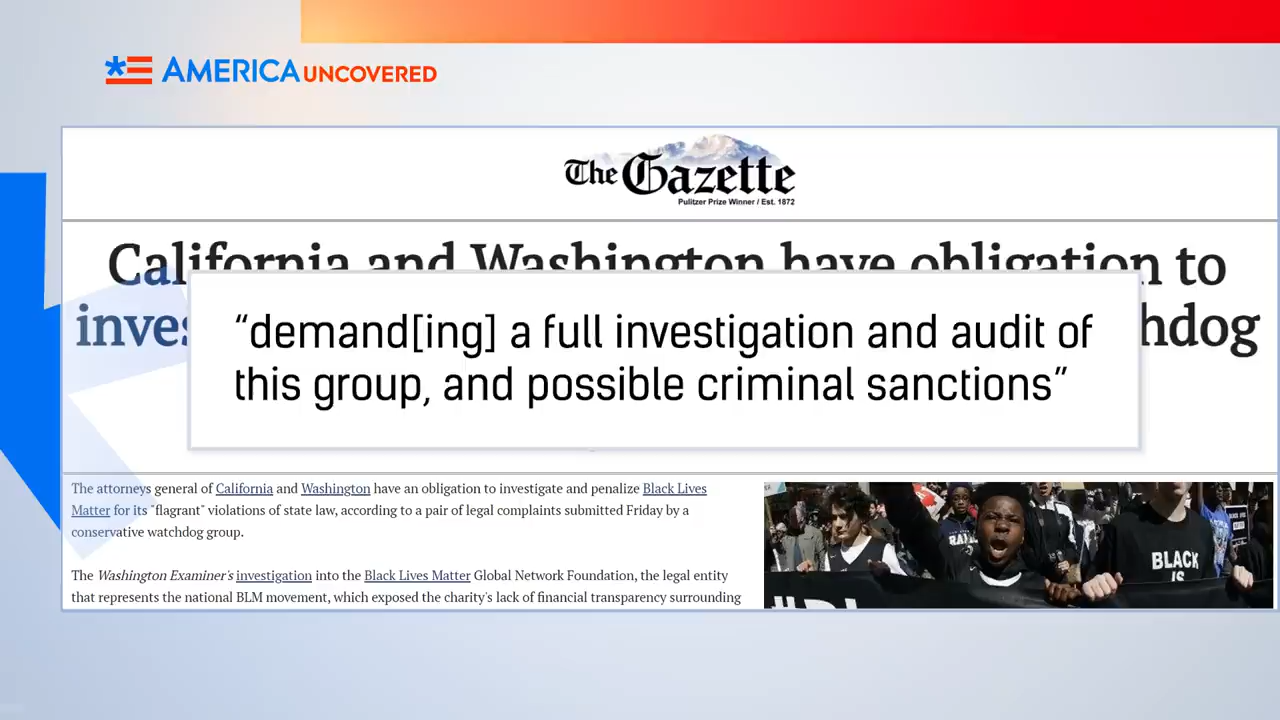 AMERICA UNCOVERED
The Gazette
Pulitzer Prize Winner / Est. 1872
California and Washington have obligation to
“demand[ing] a full investigation and audit of
this group, and possible criminal sanctions”
The attorneys general of California and Washington have an obligation to investigate and penalize Black Lives
Matter for its "flagrant" violations of state law, according to a pair of legal complaints submitted Friday by a
conservative watchdog group.
The Washington Examiner's investigation into the Black Lives Matter Global Network Foundation, the legal entity
that represents the national BLM movement, which exposed the charity's lack of financial transparency surrounding
BLACK
IS